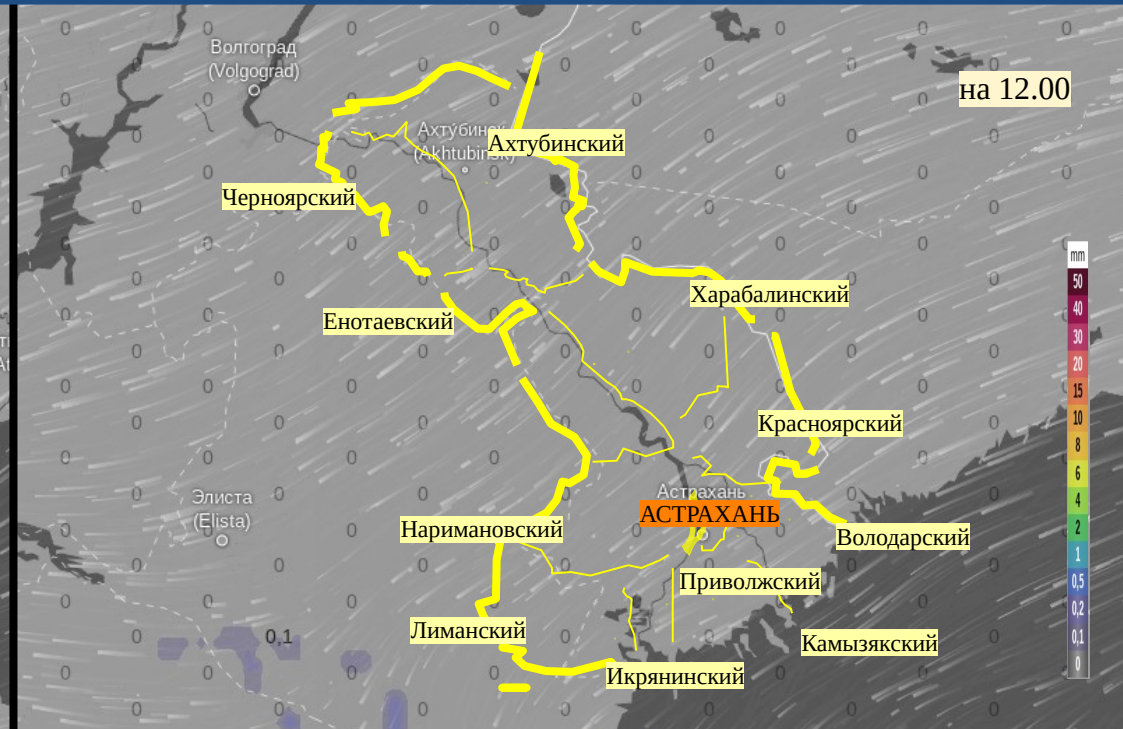 Волгоград
(Volgograd)
на 12.00
Ахтубинск
(Akhtubinsk)
Ахтубинский
Черноярский
mm
50
40
30
20
15
10
8
6
4
2
1
0,5
0,2
0,1
0
Харабалинский
Енотаевский
Красноярский
Элиста
(Elista)
Астрахань
АСТРАХАНЬ
Наримановский
Володарский
Приволжский
Лиманский
0,1
Камызякский
Икрянинский